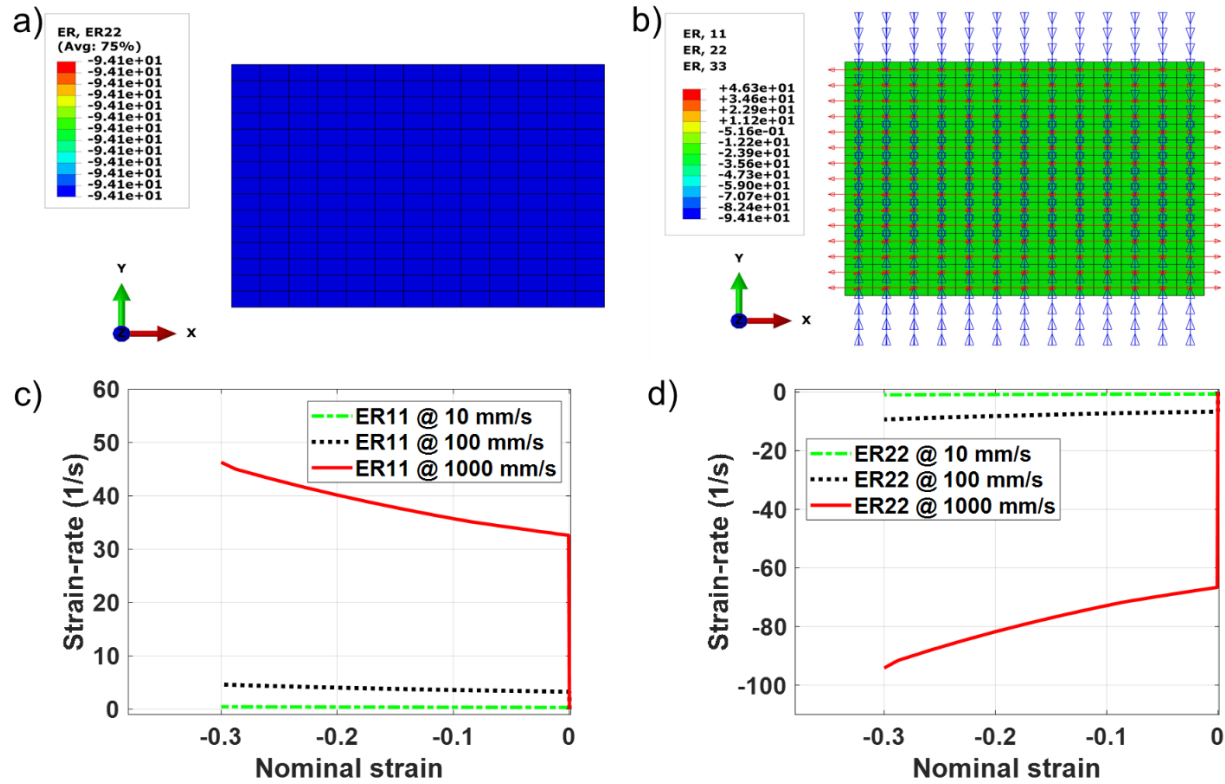 a)
ER, ER22
(Avg: 75%)
-9.41e+01
-9.41e+01
-9.41e+01
-9.41e+01
-9.41e+01
-9.41e+01
-9.41e+01
-9.41e+01
-9.41e+01
-9.41e+01
-9.41e+01
-9.41e+01
-9.41e+01
Y
Z
X
b)
ER, 11
ER, 22
ER, 33
+4.63e+01
+3.46e+01
+2.29e+01
+1.12e+01
-5.16e-01
-1.22e+01
-2.39e+01
-3.56e+01
-4.73e+01
-5.90e+01
-7.07e+01
-8.24e+01
-9.41e+01
Y
Z
X
c)
Strain-rate (1/s)
60
50
40
30
20
10
0
ER11 @ 10 mm/s
ER11 @ 100 mm/s
ER11 @ 1000 mm/s
-0.3 -0.2 -0.1 0
Nominal strain
d)
Strain-rate (1/s)
0
-20
-40
-60
-80
-100
ER22 @ 10 mm/s
ER22 @ 100 mm/s
ER22 @ 1000 mm/s
-0.3 -0.2 -0.1 0
Nominal strain